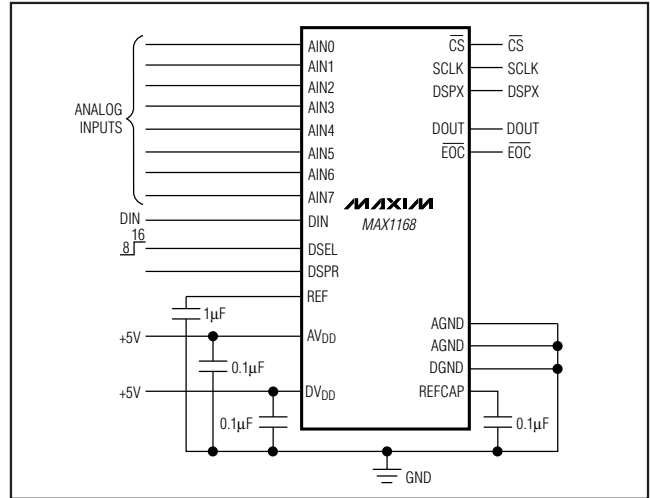 AIN0
AIN1
AIN2
AIN3
AIN4
AIN5
AIN6
AIN7
DIN
DSEL
DSPR
REF
AVDD
DVDD
ANALOG
INPUTS
DIN
16
8
1µF
+5V
0.1µF
+5V
0.1µF
MAXIM
MAX1168
CS CS
SCLK SCLK
DSPX DSPX
DOUT DOUT
EOC EOC
AGND
AGND
DGND
REFCAP
0.1µF
GND